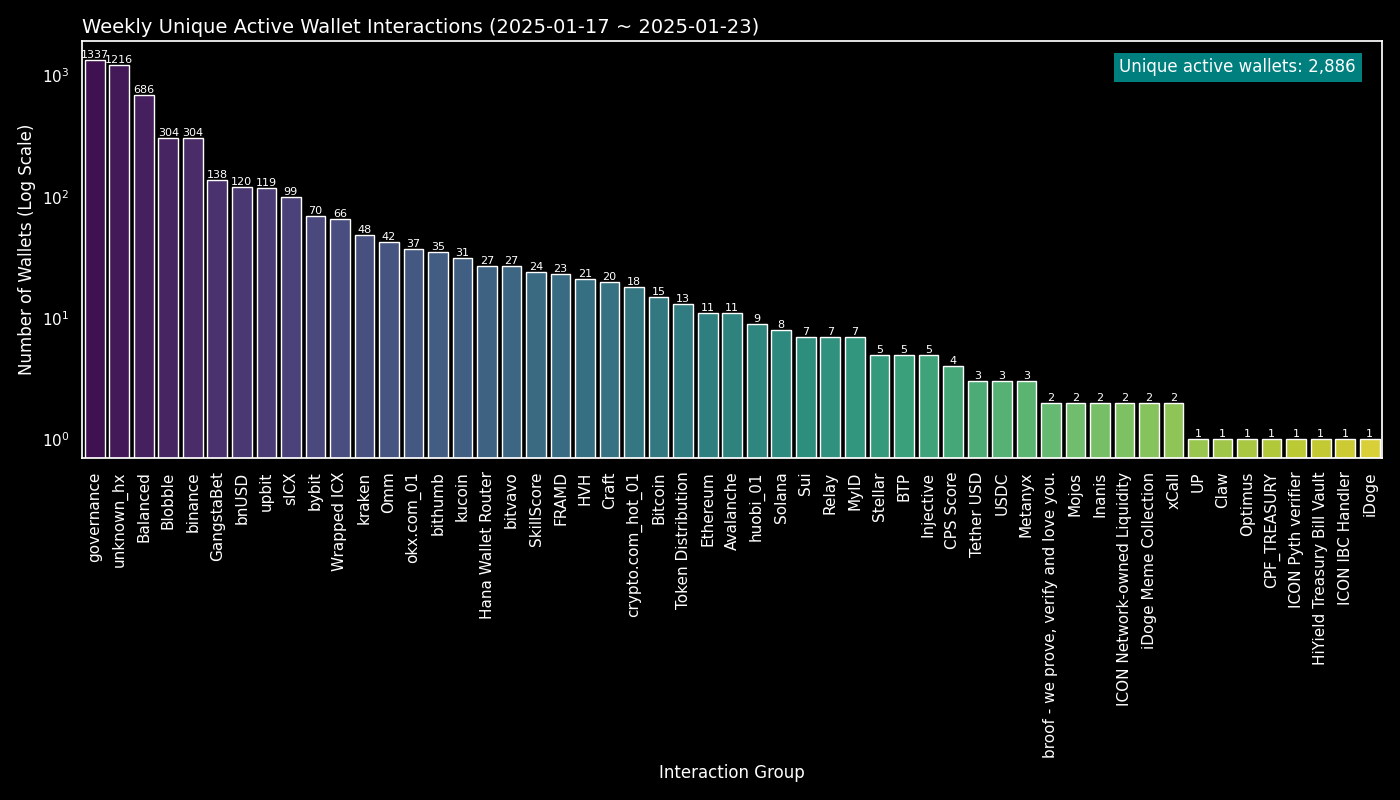 Weekly Unique Active Wallet Interactions (2025-01-17 ~ 2025-01-23)
Unique active wallets: 2,886
Number of Wallets (Log Scale)
10³
10²
10¹
10⁰
1337
1216
686
304
304
138
120
119
99
70
66
48
42
37
35
31
27
27
24
23
21
20
18
15
13
11
11
9
8
7
7
7
5
5
5
4
3
3
3
2
2
2
2
2
2
1
1
1
1
1
1
1
1
governance
unknown_hx
Balanced
Blobble
binance
GangstaBet
bnUSD
upbit
sICX
bybit
Wrapped ICX
kraken
Omm
okx.com_01
bithumb
kucoin
Hana Wallet Router
bitvavo
SkillScore
FRAMD
HVH
Craft
crypto.com_hot_01
Bitcoin
Token Distribution
Ethereum
Avalanche
huobi_01
Solana
Sui
Relay
MyID
Stellar
BTP
Injective
CPS Score
Tether USD
USDC
Metanyx
broof - we prove, verify and love you.
Mojos
Inanis
ICON Network-owned Liquidity
iDoge Meme Collection
xCall
UP
Claw
Optimus
CPF_TREASURY
ICON Pyth verifier
HiYield Treasury Bill Vault
ICON IBC Handler
iDoge
Interaction Group